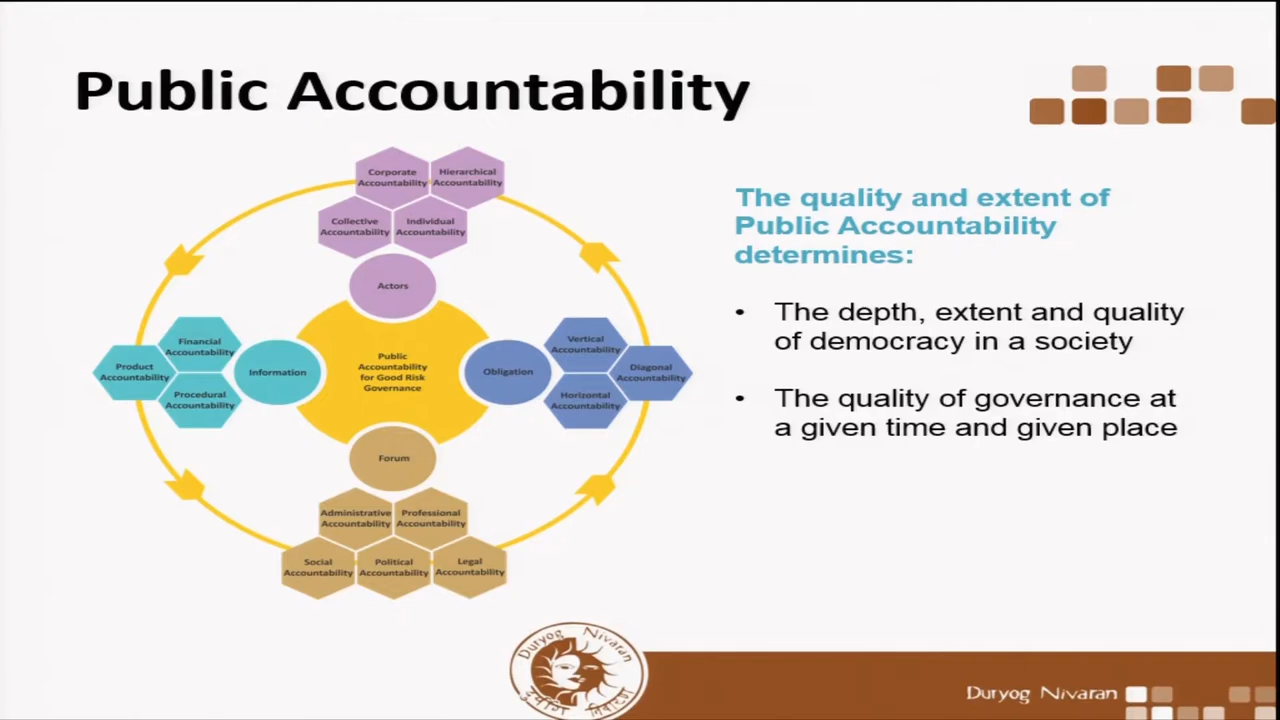 Public Accountability
Corporate
Accountability
Hierarchical
Accountability
Collective
Accountability
Individual
Accountability
Actors
Financial
Accountability
Product
Accountability
Procedural
Accountability
Information
Public
Accountability
for Good Risk
Governance
Obligation
Vertical
Accountability
Diagonal
Accountability
Horizontal
Accountability
Forum
Administrative
Accountability
Professional
Accountability
Social
Accountability
Political
Accountability
Legal
Accountability
The quality and extent of
Public Accountability
determines:
• The depth, extent and quality
of democracy in a society
• The quality of governance at
a given time and given place
Duryog Nivaran
दुर्योग निवारण
Duryog Nivaran